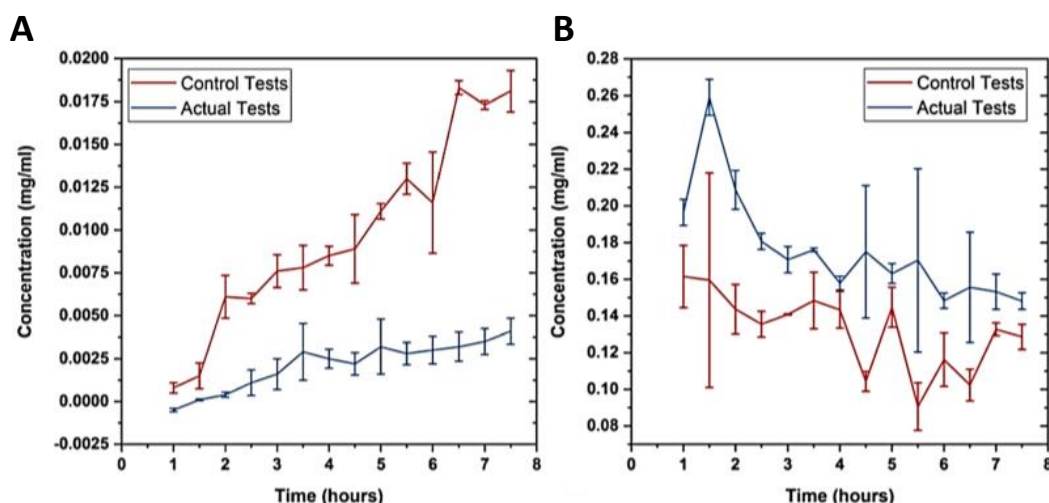 A
Concentration (mg/ml)
0.0200
0.0175
0.0150
0.0125
0.0100
0.0075
0.0050
0.0025
0.0000
-0.0025
Control Tests
Actual Tests
0 1 2 3 4 5 6 7 8
Time (hours)
B
Concentration (mg/ml)
0.28
0.26
0.24
0.22
0.20
0.18
0.16
0.14
0.12
0.10
0.08
Control Tests
Actual Tests
0 1 2 3 4 5 6 7 8
Time (hours)